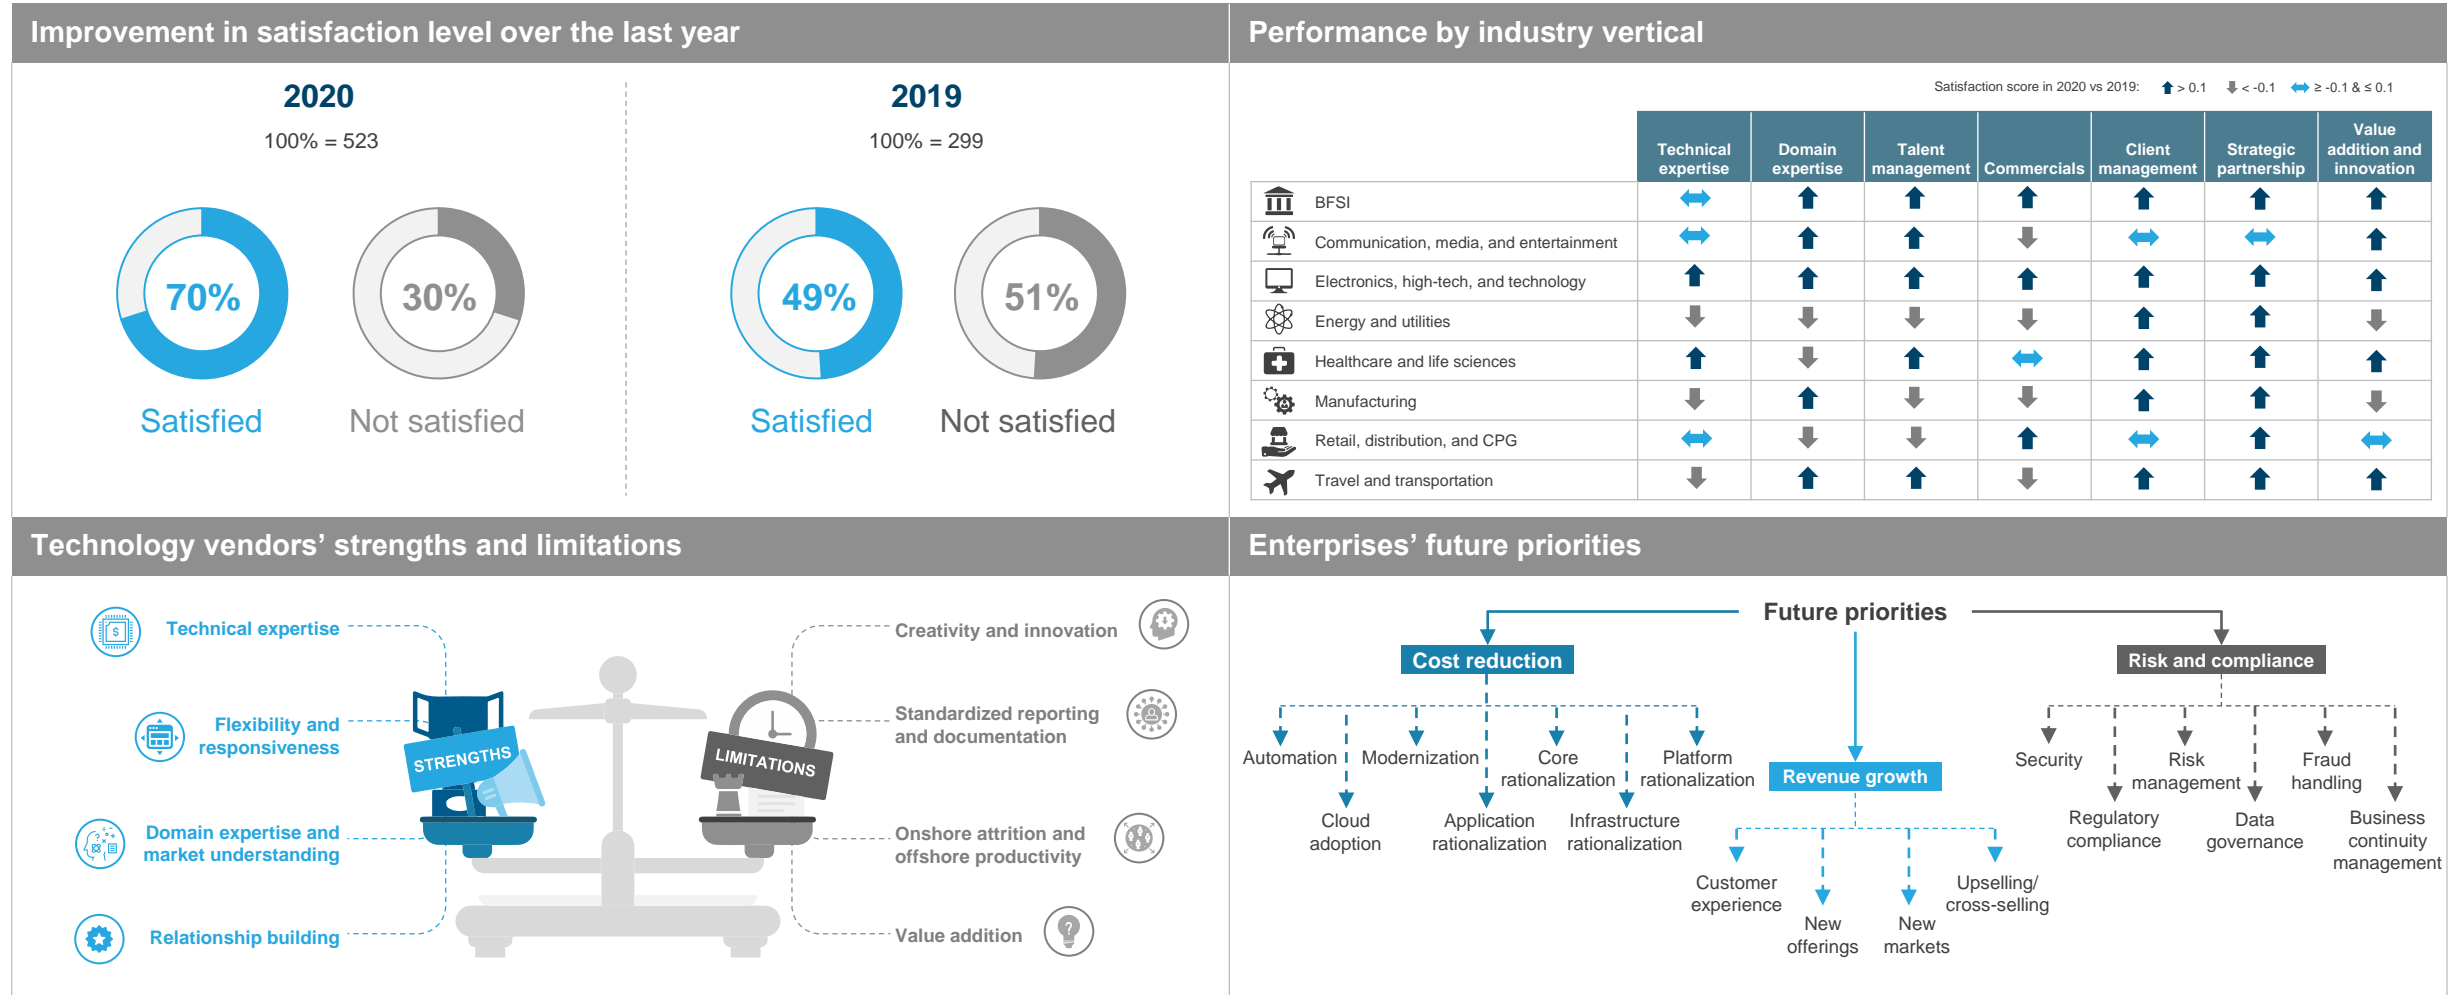 Improvement in satisfaction level over the last year
2020
100% = 523
70%
Satisfied
30%
Not satisfied
2019
100% = 299
49%
Satisfied
51%
Not satisfied
Performance by industry vertical
Satisfaction score in 2020 vs 2019: > 0.1 < -0.1 ≥ -0.1 & ≤ 0.1
Technical
expertise
Domain
expertise
Talent
management
Commercials
Client
management
Strategic
partnership
Value
addition and
innovation
BFSI
Communication, media, and entertainment
Electronics, high-tech, and technology
Energy and utilities
Healthcare and life sciences
Manufacturing
Retail, distribution, and CPG
Travel and transportation
Technology vendors’ strengths and limitations
Technical expertise
Flexibility and
responsiveness
Domain expertise and
market understanding
Relationship building
$
STRENGTHS
LIMITATIONS
Creativity and innovation
Standardized reporting
and documentation
Onshore attrition and
offshore productivity
Value addition
?
Enterprises’ future priorities
Future priorities
Cost reduction
Automation
Cloud
adoption
Modernization
Application
rationalization
Core
rationalization
Infrastructure
rationalization
Platform
rationalization
Revenue growth
Customer
experience
New
offerings
New
markets
Upselling/
cross-selling
Risk and compliance
Security
Regulatory
compliance
Risk
management
Data
governance
Fraud
handling
Business
continuity
management